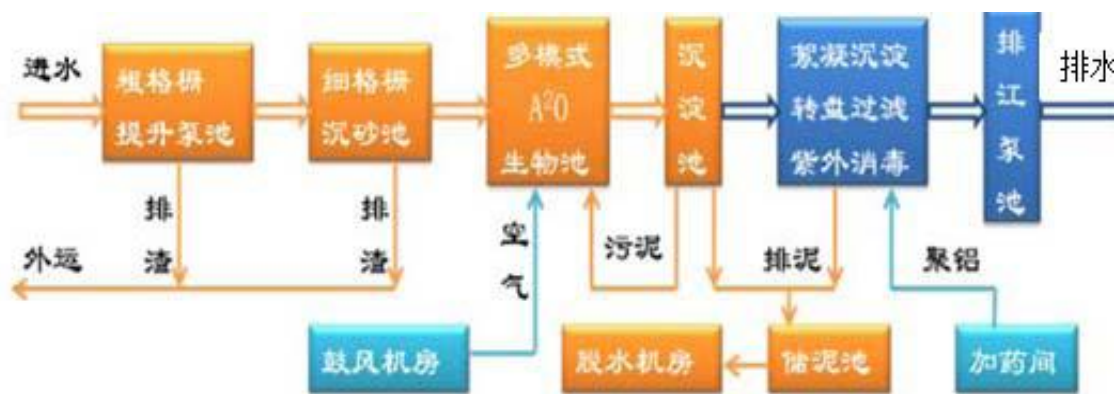 进水
粗格栅
提升泵池
细格栅
沉砂池
多模式
A²O
生物池
沉
淀
池
絮凝沉淀
转盘过滤
紫外消毒
排
江
泵
池
排水
排
渣
排
渣
外运
空
气
污泥
排泥
聚铝
鼓风机房
脱水机房
储泥池
加药间